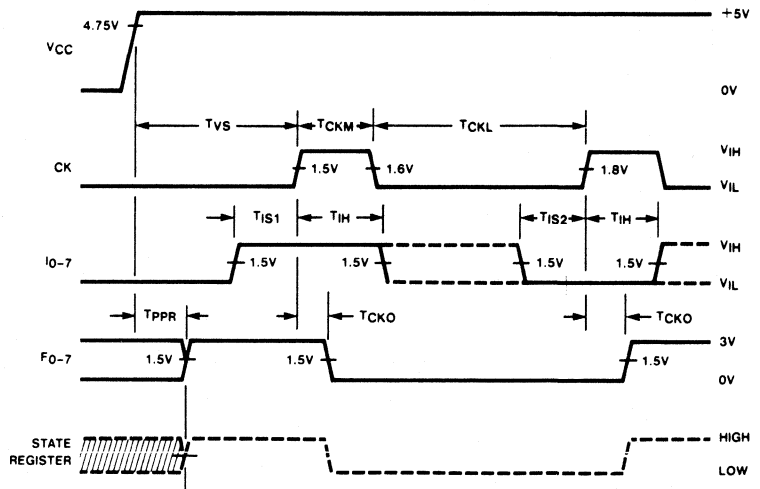 +5V
4.75V
VCC
0V
TVS TCKM TCKL
VIH
CK 1.5V 1.6V 1.8V
VIL
TIS1 TIH TIS2 TIH
VIH
I0-7 1.5V 1.5V 1.5V 1.5V
VIL
TPPR TCKO TCKO
3V
F0-7 1.5V 1.5V 1.5V
0V
STATE HIGH
REGISTER LOW